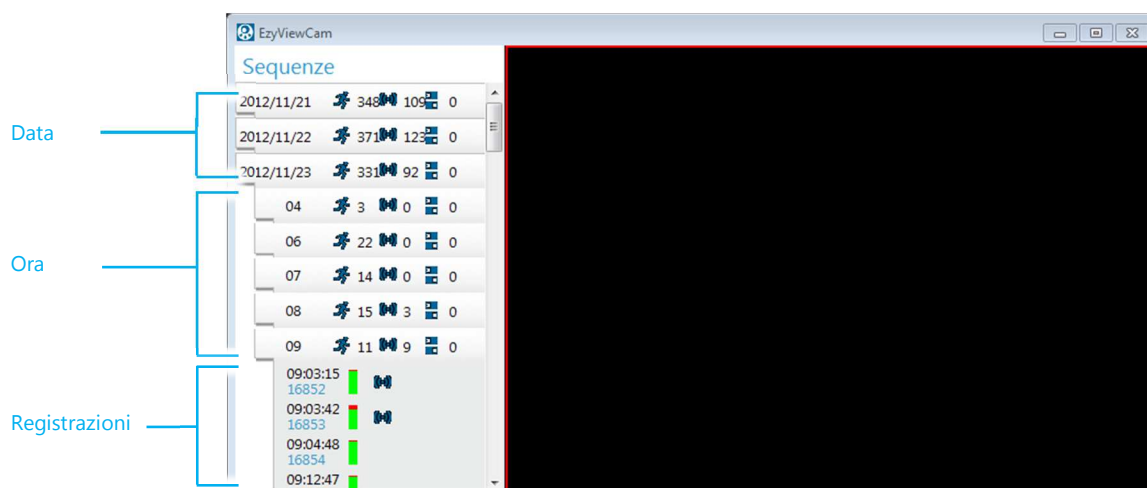 EzyViewCam
Sequenze
Data
2012/11/21 348 109 0
2012/11/22 371 123 0
2012/11/23 331 92 0
Ora
04 3 0 0
06 22 0 0
07 14 0 0
08 15 3 0
09 11 9 0
Registrazioni
09:03:15
16852
09:03:42
16853
09:04:48
16854
09:12:47